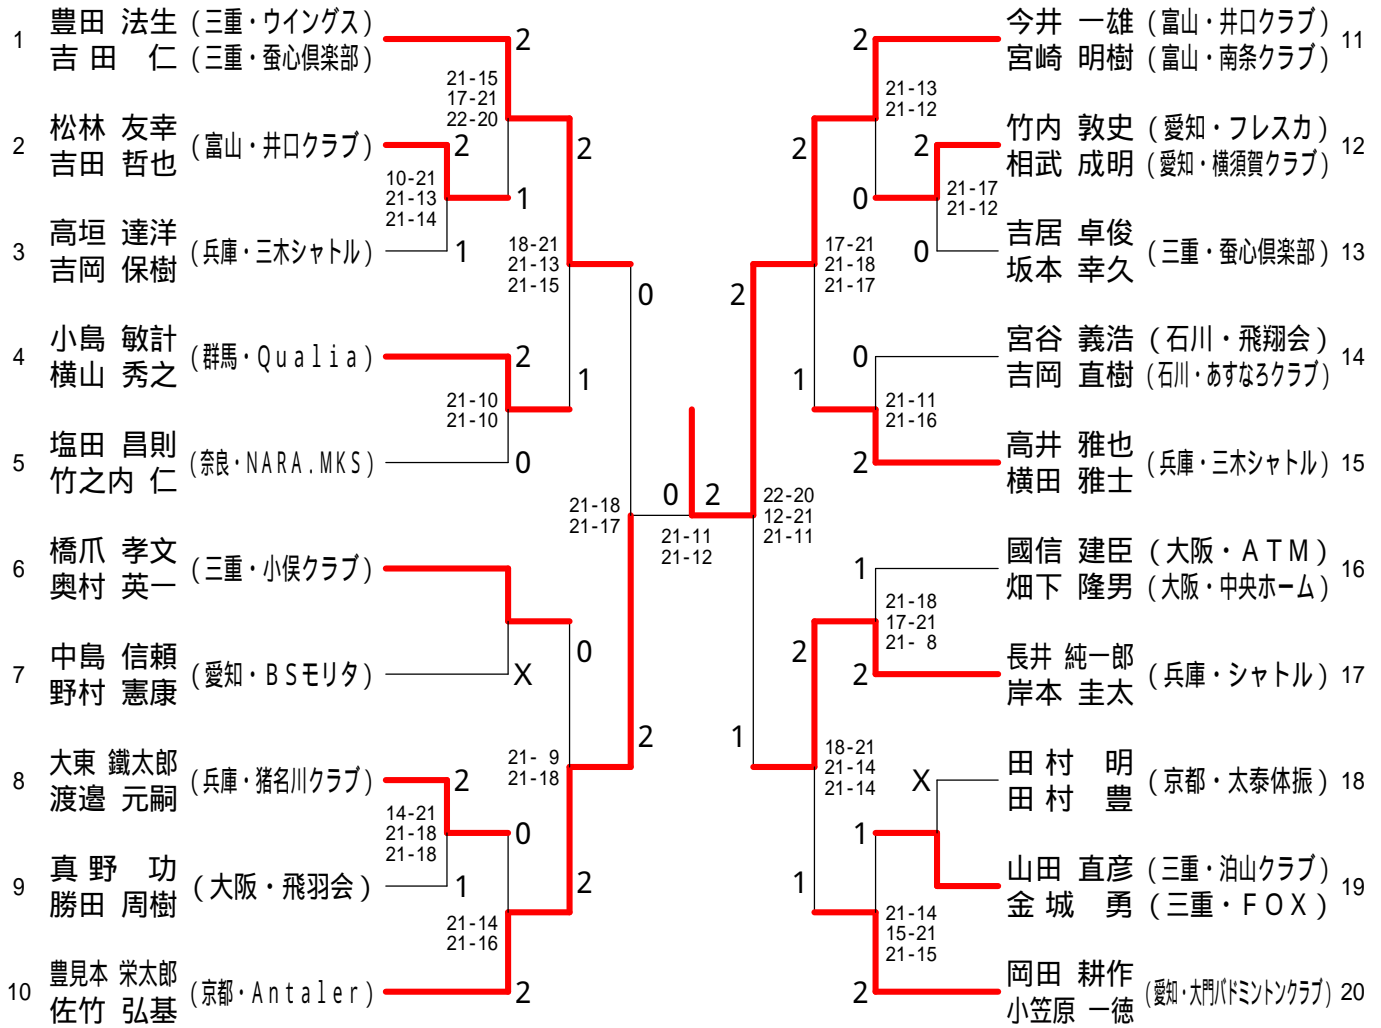 1 豊田 法生 (三重・ウイングス)
吉田 仁 (三重・蚕心倶楽部)
2
21-15
17-21
22-20
2 松林 友幸
吉田 哲也
(富山・井口クラブ)
2
2
10-21
21-13
21-14
1
3 高垣 達洋
吉岡 保樹
(兵庫・三木シャトル)
1
18-21
21-13
21-15
0
4 小島 敏計
横山 秀之
(群馬・Qualia)
2
1
21-10
21-10
5 塩田 昌則
竹之内 仁
(奈良・NARA.MKS)
0
21-18
21-17
0 2
21-11
21-12
6 橋爪 孝文
奥村 英一
(三重・小俣クラブ)
0
7 中島 信頼
野村 憲康
(愛知・BSモリタ)
X
2
21- 9
21-18
8 大東 鐵太郎
渡邉 元嗣
(兵庫・猪名川クラブ)
2
14-21
21-18
21-18
0
9 真野 功
勝田 周樹
(大阪・飛羽会)
1
2
21-14
21-16
10 豊見本 栄太郎
佐竹 弘基
(京都・Antaler)
2
2
今井 一雄 (富山・井口クラブ) 11
宮崎 明樹 (富山・南条クラブ)
21-13
21-12
2
2
竹内 敦史 (愛知・フレスカ) 12
相武 成明 (愛知・横須賀クラブ)
0
21-17
21-12
0
吉居 卓俊
坂本 幸久
(三重・蚕心倶楽部) 13
17-21
21-18
21-17
2
0
宮谷 義浩 (石川・飛翔会) 14
吉岡 直樹 (石川・あすなろクラブ)
1
21-11
21-16
2
高井 雅也
横田 雅士
(兵庫・三木シャトル) 15
22-20
12-21
21-11
1
國信 建臣 (大阪・ATM) 16
畑下 隆男 (大阪・中央ホーム)
21-18
17-21
21- 8
2
2
長井 純一郎
岸本 圭太
(兵庫・シャトル) 17
1
18-21
21-14
21-14
X
田村 明
田村 豊
(京都・太泰体振) 18
1
山田 直彦 (三重・泊山クラブ) 19
金城 勇 (三重・FOX)
1
21-14
15-21
21-15
2
岡田 耕作
小笠原 一徳
(愛知・大門バドミントンクラブ) 20